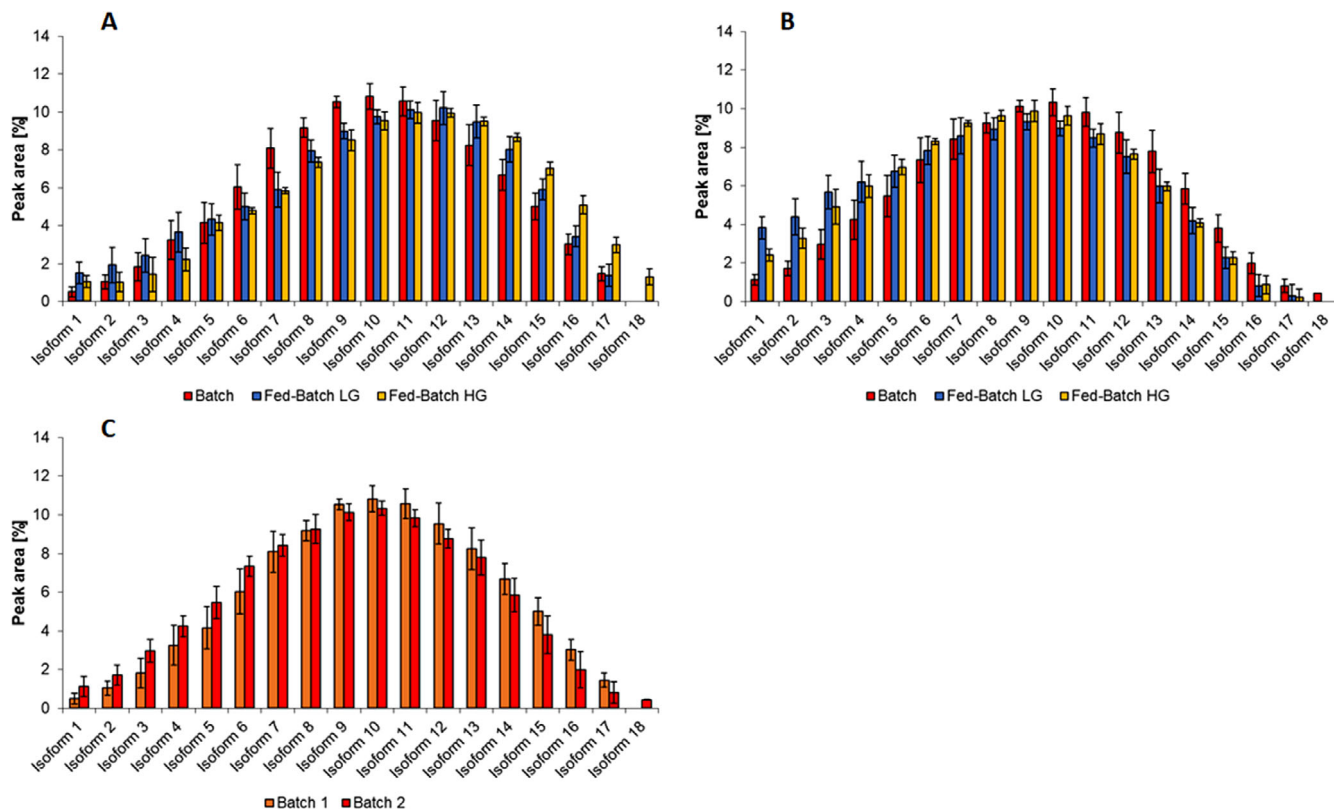 A
Peak area [%]
14
12
10
8
6
4
2
0
Isoform 1
Isoform 2
Isoform 3
Isoform 4
Isoform 5
Isoform 6
Isoform 7
Isoform 8
Isoform 9
Isoform 10
Isoform 11
Isoform 12
Isoform 13
Isoform 14
Isoform 15
Isoform 16
Isoform 17
Isoform 18
Batch Fed-Batch LG Fed-Batch HG
B
Peak area [%]
14
12
10
8
6
4
2
0
Isoform 1
Isoform 2
Isoform 3
Isoform 4
Isoform 5
Isoform 6
Isoform 7
Isoform 8
Isoform 9
Isoform 10
Isoform 11
Isoform 12
Isoform 13
Isoform 14
Isoform 15
Isoform 16
Isoform 17
Isoform 18
Batch Fed-Batch LG Fed-Batch HG
C
Peak area [%]
14
12
10
8
6
4
2
0
Isoform 1
Isoform 2
Isoform 3
Isoform 4
Isoform 5
Isoform 6
Isoform 7
Isoform 8
Isoform 9
Isoform 10
Isoform 11
Isoform 12
Isoform 13
Isoform 14
Isoform 15
Isoform 16
Isoform 17
Isoform 18
Batch 1 Batch 2